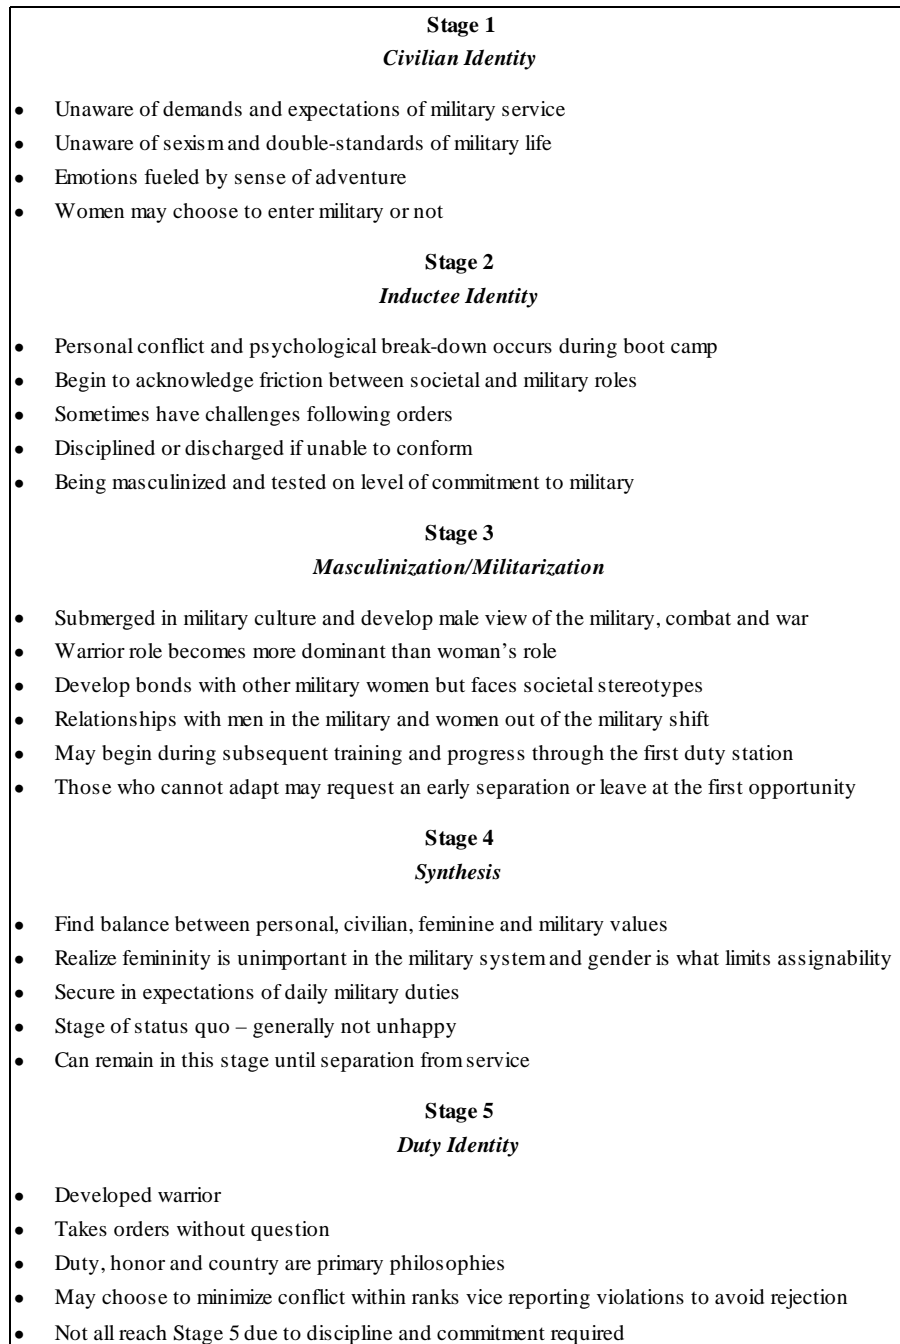 Stage 1
Civilian Identity
• Unaware of demands and expectations of military service
• Unaware of sexism and double-standards of military life
• Emotions fueled by sense of adventure
• Women may choose to enter military or not
Stage 2
Inductee Identity
• Personal conflict and psychological break-down occurs during boot camp
• Begin to acknowledge friction between societal and military roles
• Sometimes have challenges following orders
• Disciplined or discharged if unable to conform
• Being masculinized and tested on level of commitment to military
Stage 3
Masculinization/Militarization
• Submerged in military culture and develop male view of the military, combat and war
• Warrior role becomes more dominant than woman’s role
• Develop bonds with other military women but faces societal stereotypes
• Relationships with men in the military and women out of the military shift
• May begin during subsequent training and progress through the first duty station
• Those who cannot adapt may request an early separation or leave at the first opportunity
Stage 4
Synthesis
• Find balance between personal, civilian, feminine and military values
• Realize femininity is unimportant in the military system and gender is what limits assignability
• Secure in expectations of daily military duties
• Stage of status quo – generally not unhappy
• Can remain in this stage until separation from service
Stage 5
Duty Identity
• Developed warrior
• Takes orders without question
• Duty, honor and country are primary philosophies
• May choose to minimize conflict within ranks vice reporting violations to avoid rejection
• Not all reach Stage 5 due to discipline and commitment required